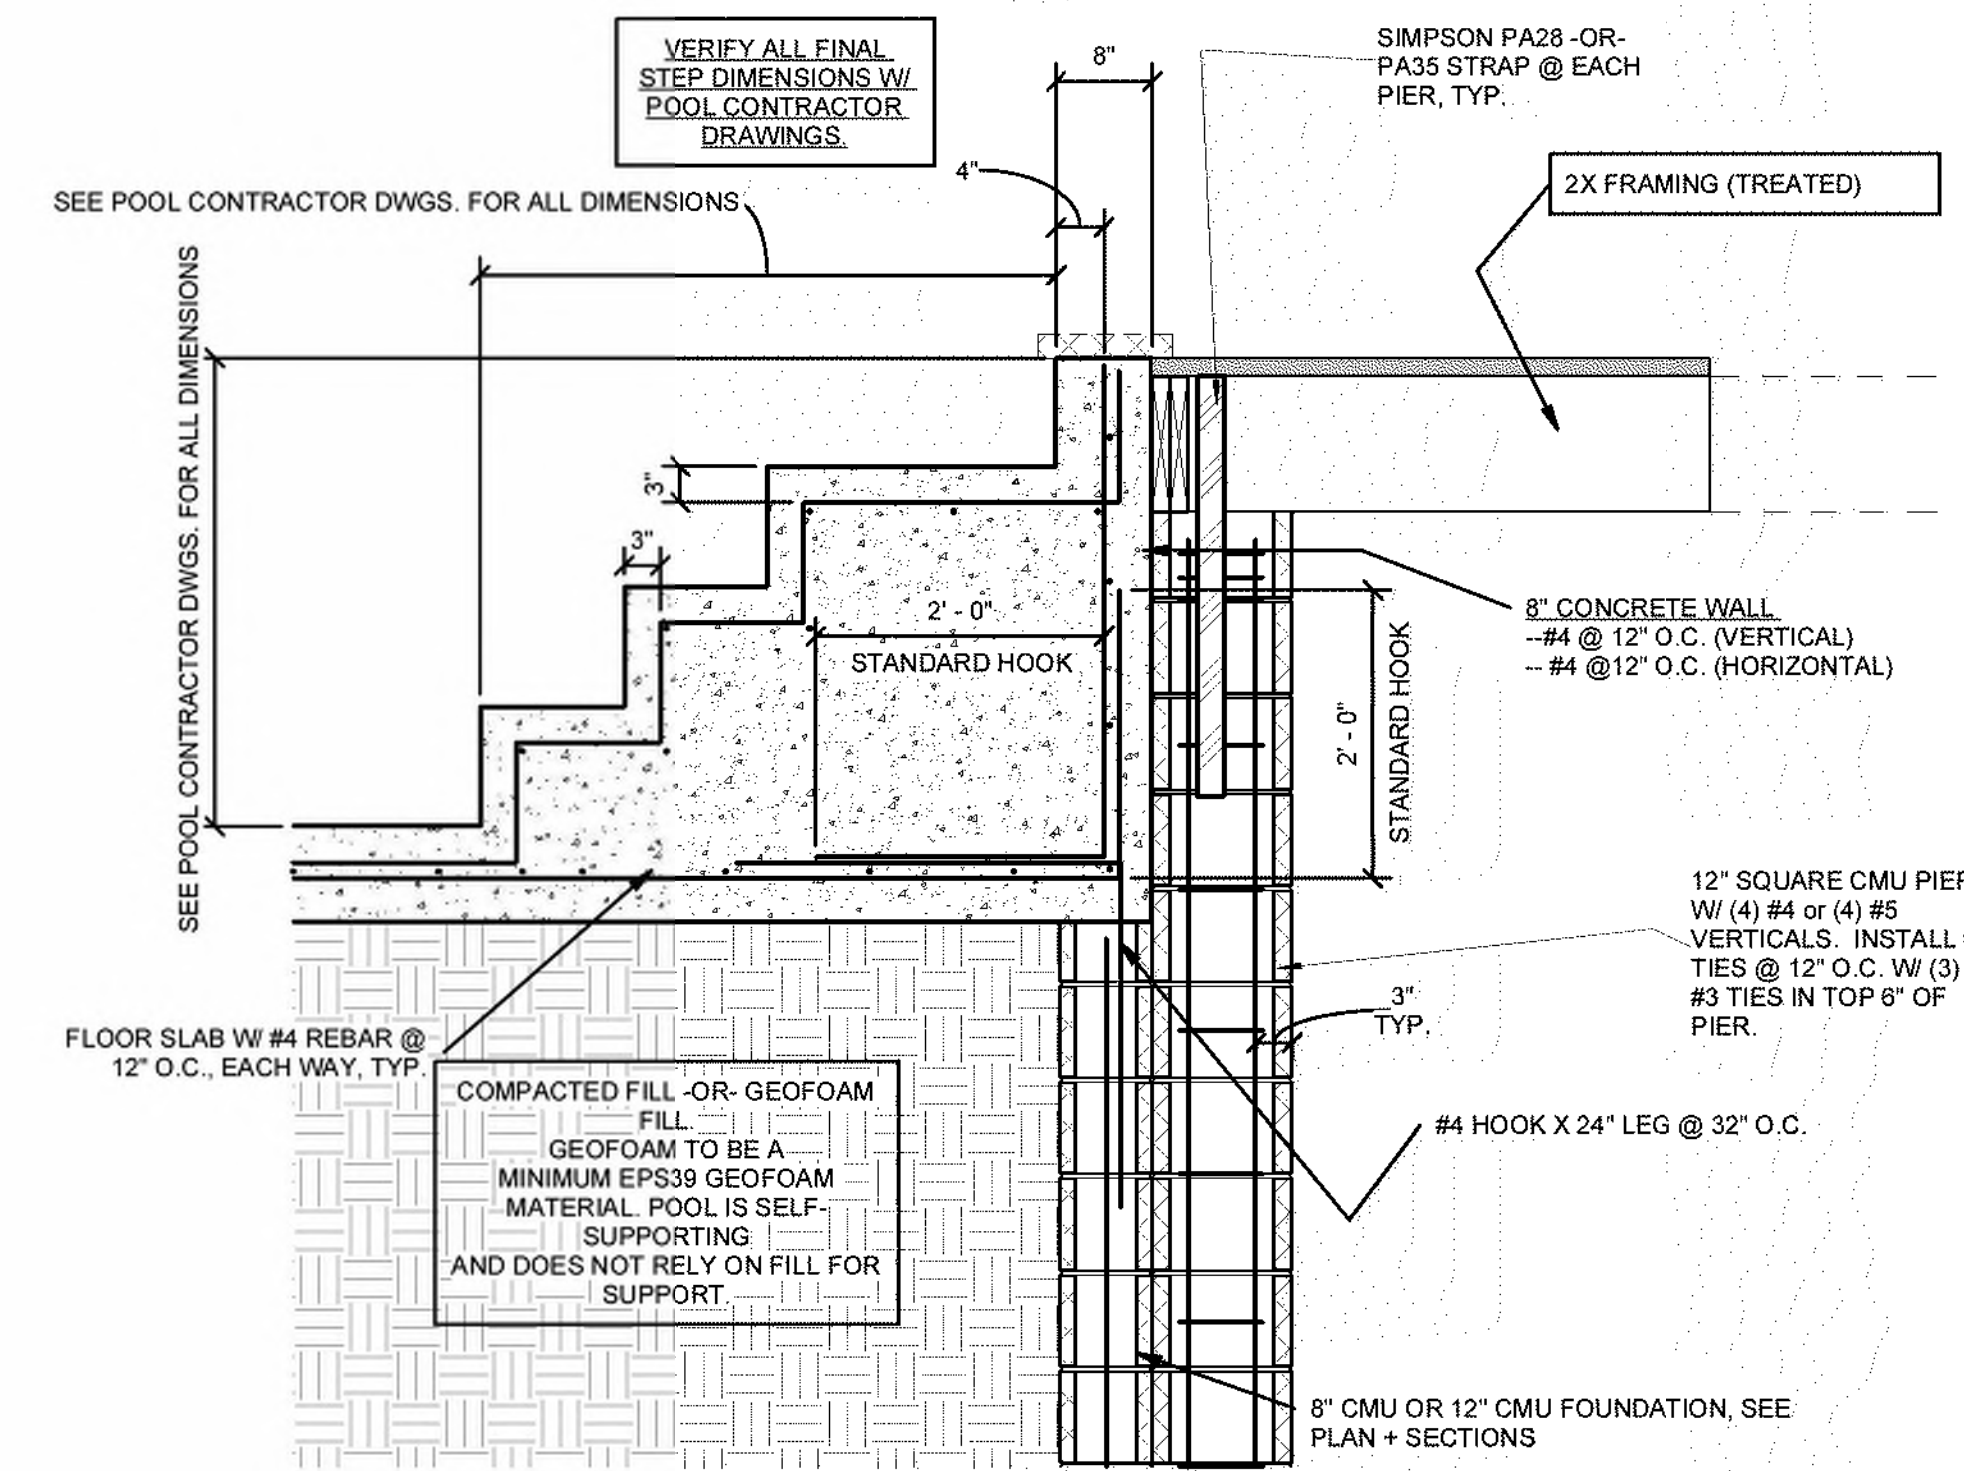 VERIFY ALL FINAL
STEP DIMENSIONS W/
POOL CONTRACTOR
DRAWINGS.
8"
SIMPSON PA28 -OR-
PA35 STRAP @ EACH
PIER, TYP.
4"
2X FRAMING (TREATED)
SEE POOL CONTRACTOR DWGS. FOR ALL DIMENSIONS
SEE POOL CONTRACTOR DWGS. FOR ALL DIMENSIONS
3"
3"
2' - 0"
STANDARD HOOK
8" CONCRETE WALL
--#4 @ 12" O.C. (VERTICAL)
-- #4 @12" O.C. (HORIZONTAL)
2' - 0"
STANDARD HOOK
12" SQUARE CMU PIER
W/ (4) #4 or (4) #5
VERTICALS. INSTALL
TIES @ 12" O.C. W/ (3)
#3 TIES IN TOP 6" OF
PIER.
3"
TYP.
FLOOR SLAB W/ #4 REBAR @
12" O.C., EACH WAY, TYP.
COMPACTED FILL -OR- GEOFOAM
FILL.
GEOFOAM TO BE A
MINIMUM EPS39 GEOFOAM
MATERIAL. POOL IS SELF-
SUPPORTING
AND DOES NOT RELY ON FILL FOR
SUPPORT.
#4 HOOK X 24" LEG @ 32" O.C.
8" CMU OR 12" CMU FOUNDATION, SEE
PLAN + SECTIONS